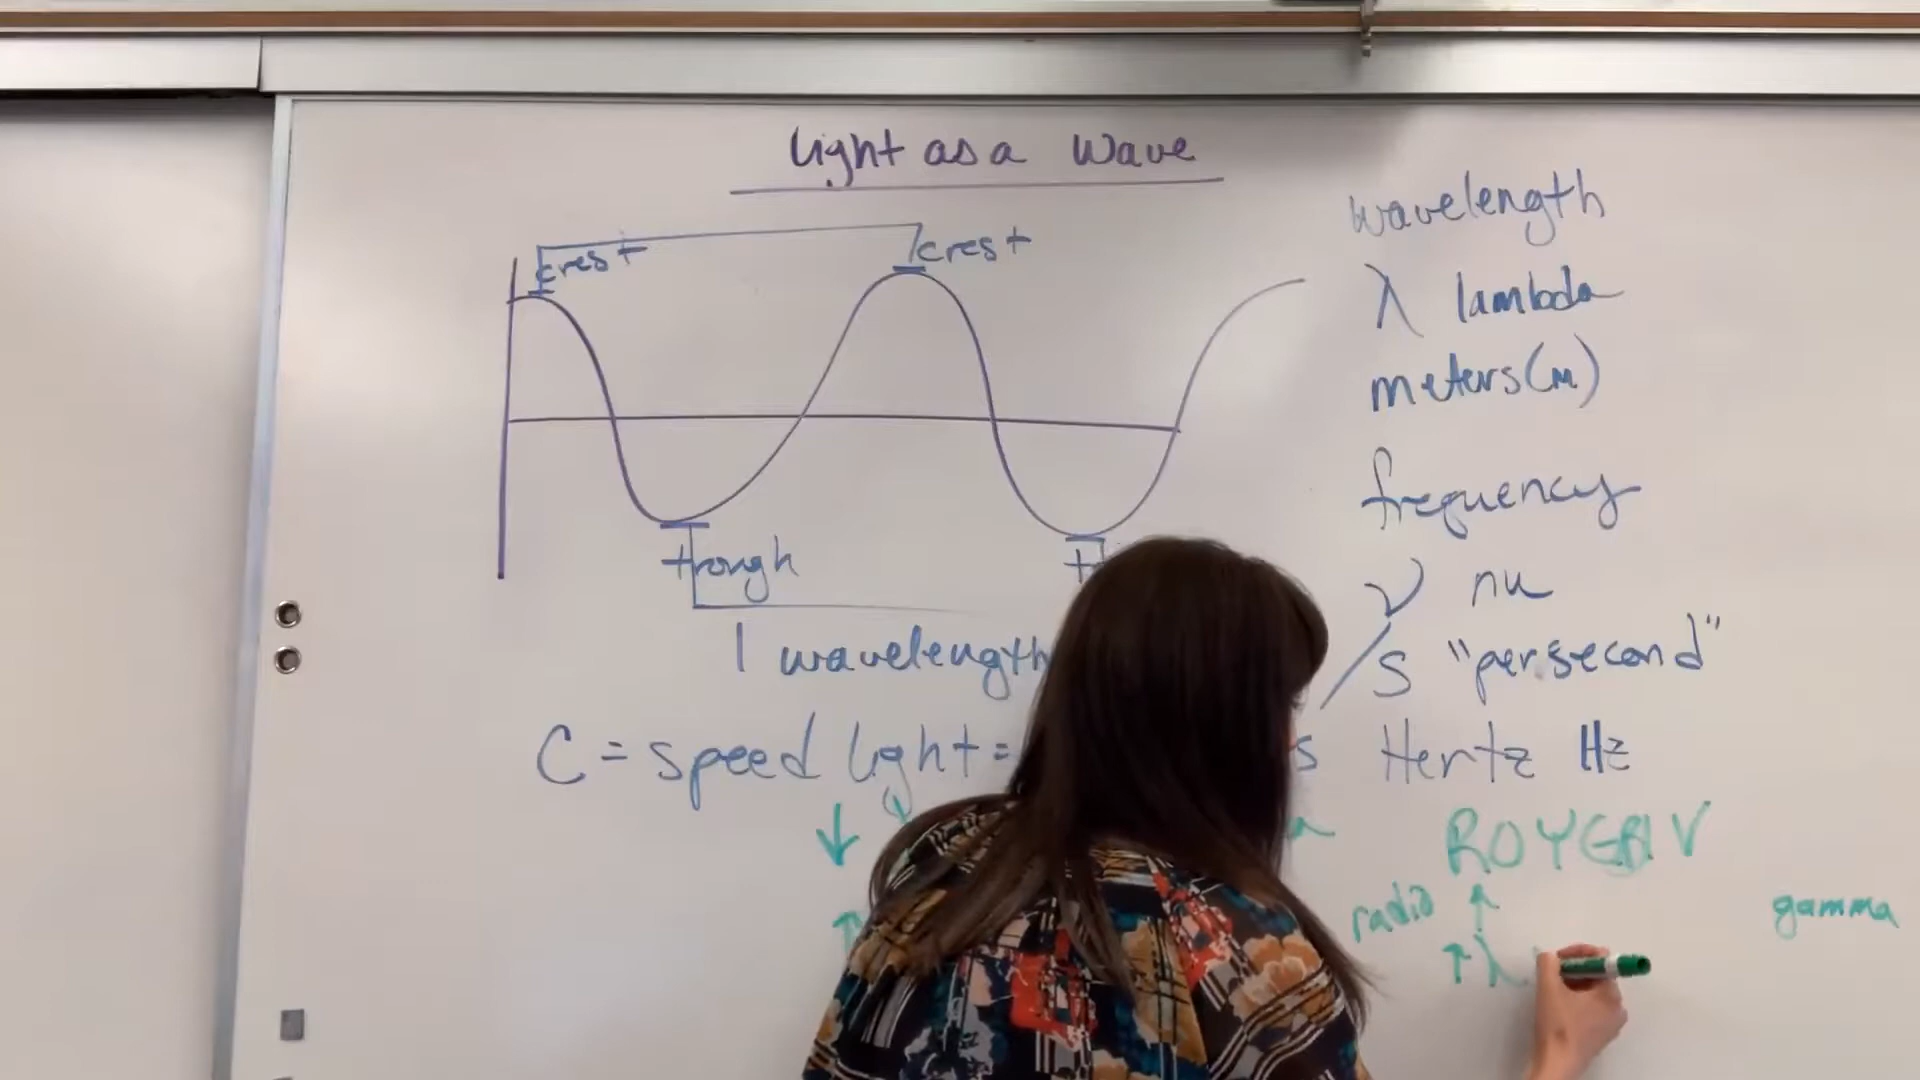 Light as a Wave
crest
crest
trough
1 wavelength
C = speed light =
s
wavelength
λ lambda
meters (m)
frequency
ν nu
/s "per second"
Hertz Hz
↓
ROYGBIV
radio ↑
gamma
↑ λ